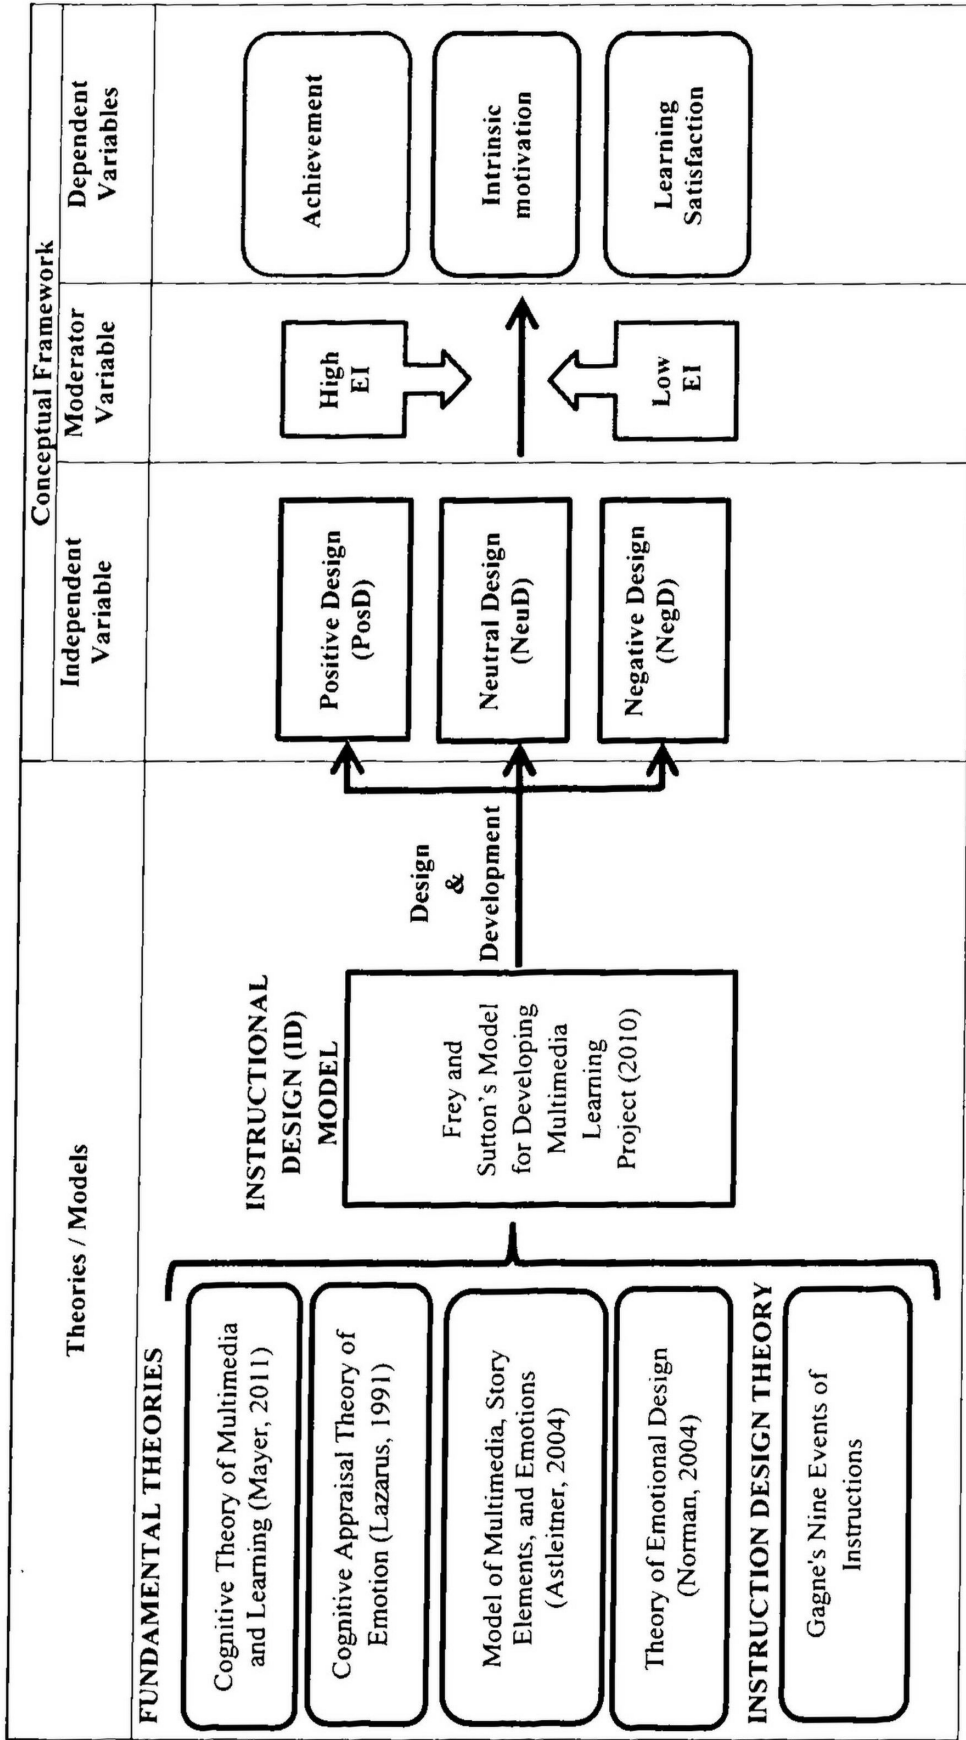 Theories / Models
Conceptual Framework
Independent
Variable
Moderator
Variable
Dependent
Variables
FUNDAMENTAL THEORIES
Cognitive Theory of Multimedia
and Learning (Mayer, 2011)
Cognitive Appraisal Theory of
Emotion (Lazarus, 1991)
Model of Multimedia, Story
Elements, and Emotions
(Astleitner, 2004)
Theory of Emotional Design
(Norman, 2004)
INSTRUCTION DESIGN THEORY
Gagne's Nine Events of
Instructions
INSTRUCTIONAL
DESIGN (ID)
MODEL
Frey and
Sutton's Model
for Developing
Multimedia
Learning
Project (2010)
Design
&
Development
Positive Design
(PosD)
Neutral Design
(NeuD)
Negative Design
(NegD)
High
EI
Low
EI
Achievement
Intrinsic
motivation
Learning
Satisfaction